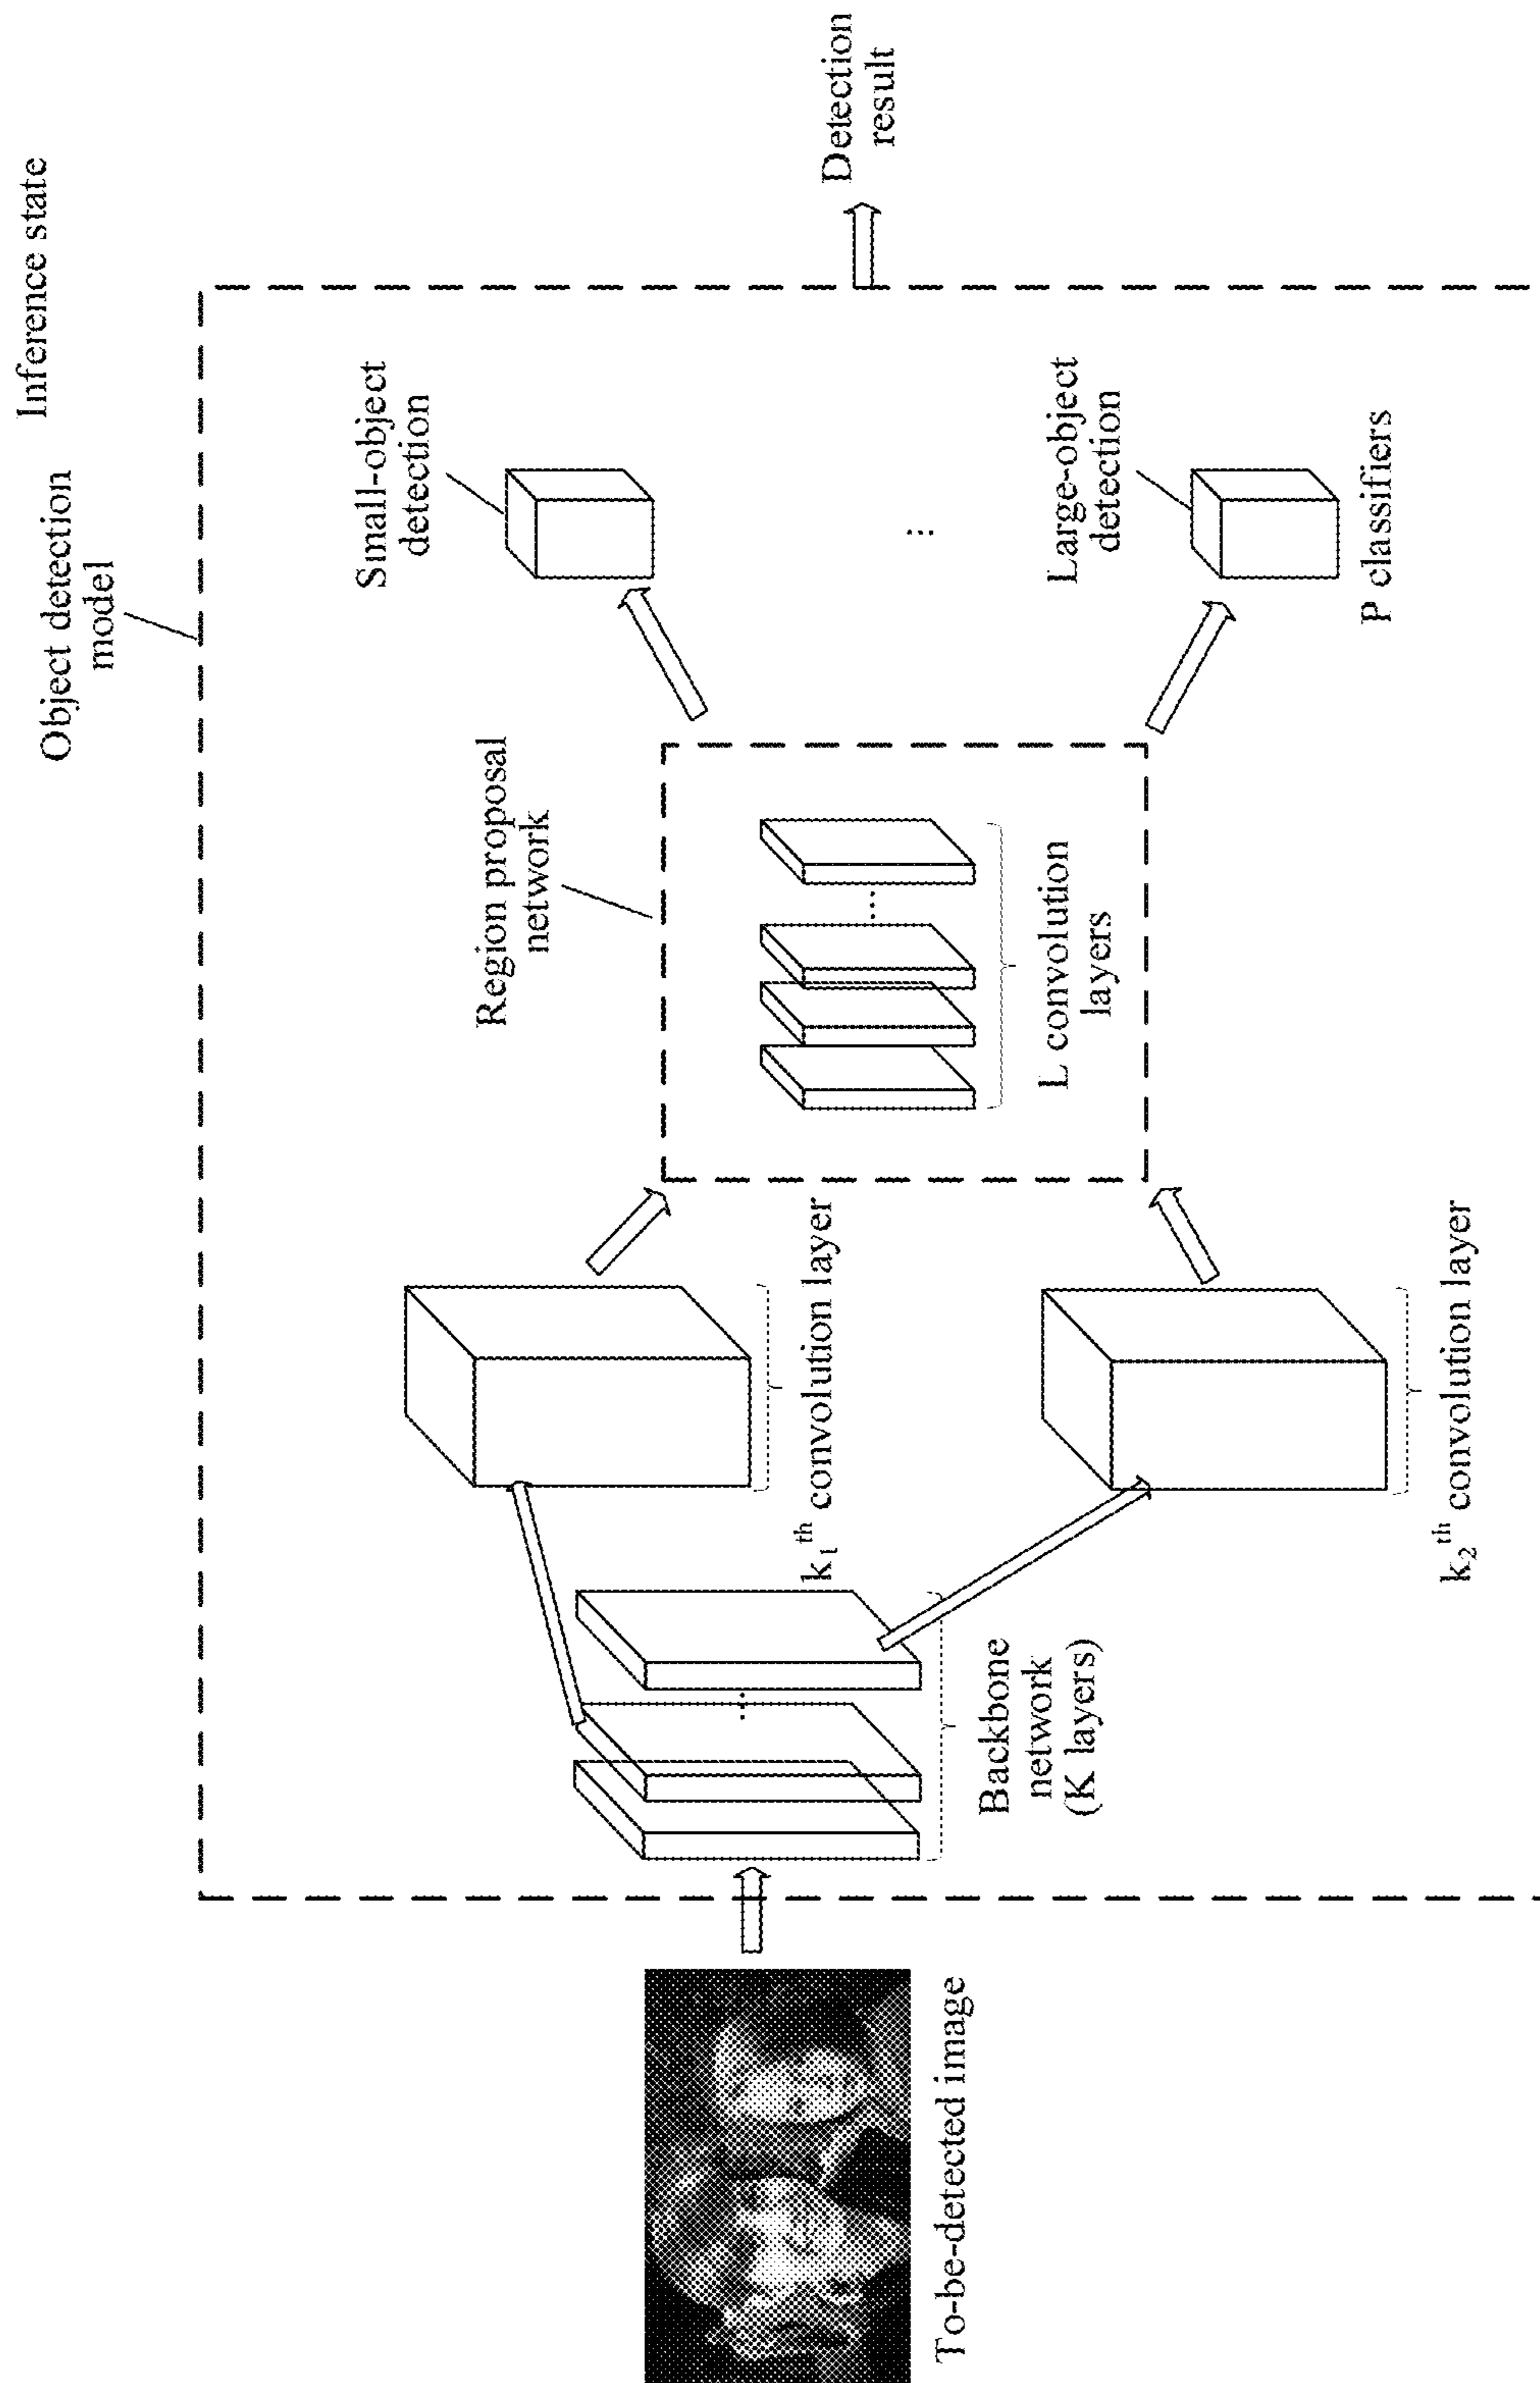 Inference state
Object detection
model
Small-object
detection
Region proposal
network
Detection
result
⋮
Large-object
detection
P classifiers
...
L convolution
layers
k₁ᵗʰ convolution layer
...
Backbone
network
(K layers)
k₂ᵗʰ convolution layer
To-be-detected image